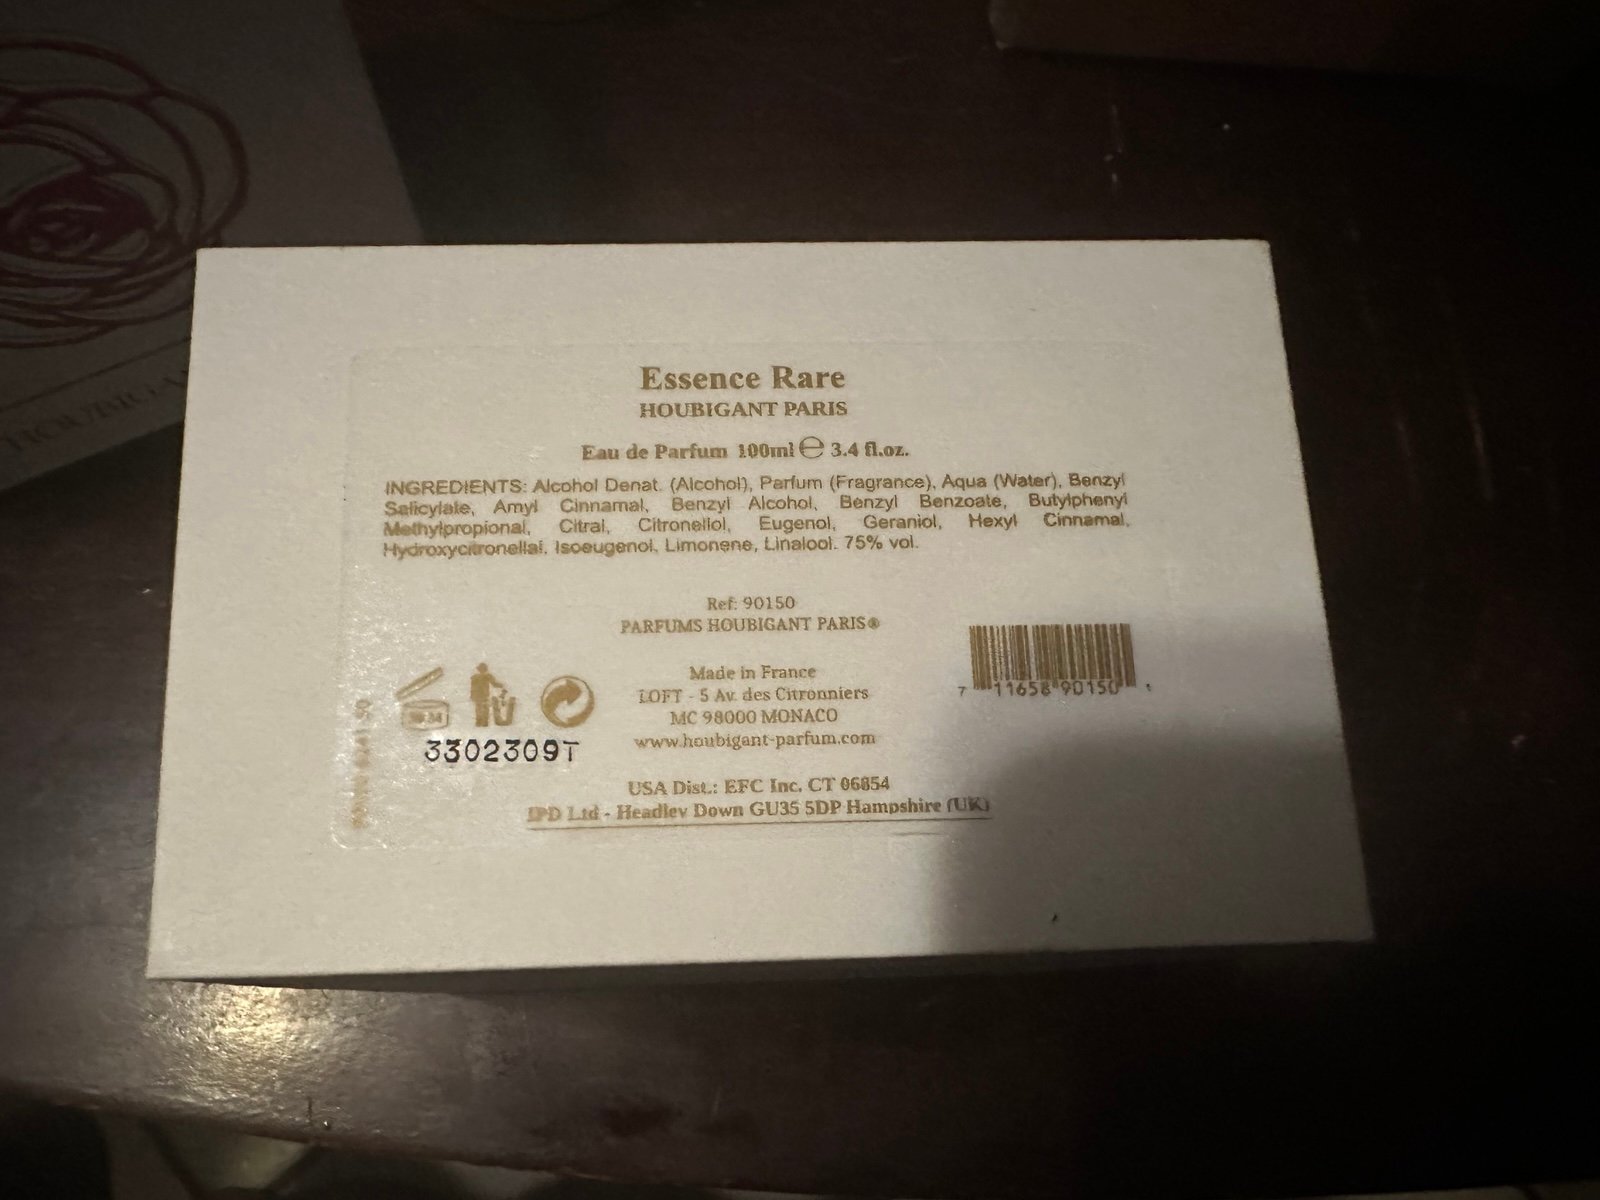 Essence Rare
HOUBIGANT PARIS
Eau de Parfum 100ml ℮ 3.4 fl.oz.
INGREDIENTS: Alcohol Denat. (Alcohol), Parfum (Fragrance), Aqua (Water), Benzyl
Salicylate, Amyl Cinnamal, Benzyl Alcohol, Benzyl Benzoate, Butylphenyl
Methylpropional, Citral, Citronellol, Eugenol, Geraniol, Hexyl Cinnamal,
Hydroxycitronellal, Isoeugenol, Limonene, Linalool. 75% vol.
Ref: 90150
PARFUMS HOUBIGANT PARIS®
Made in France
LOFT - 5 Av. des Citronniers
MC 98000 MONACO
www.houbigant-parfum.com
USA Dist.: EFC Inc. CT 06854
IPD Ltd - Headley Down GU35 5DP Hampshire (UK)
3302309T
7 11658 90150
HOUBIGA